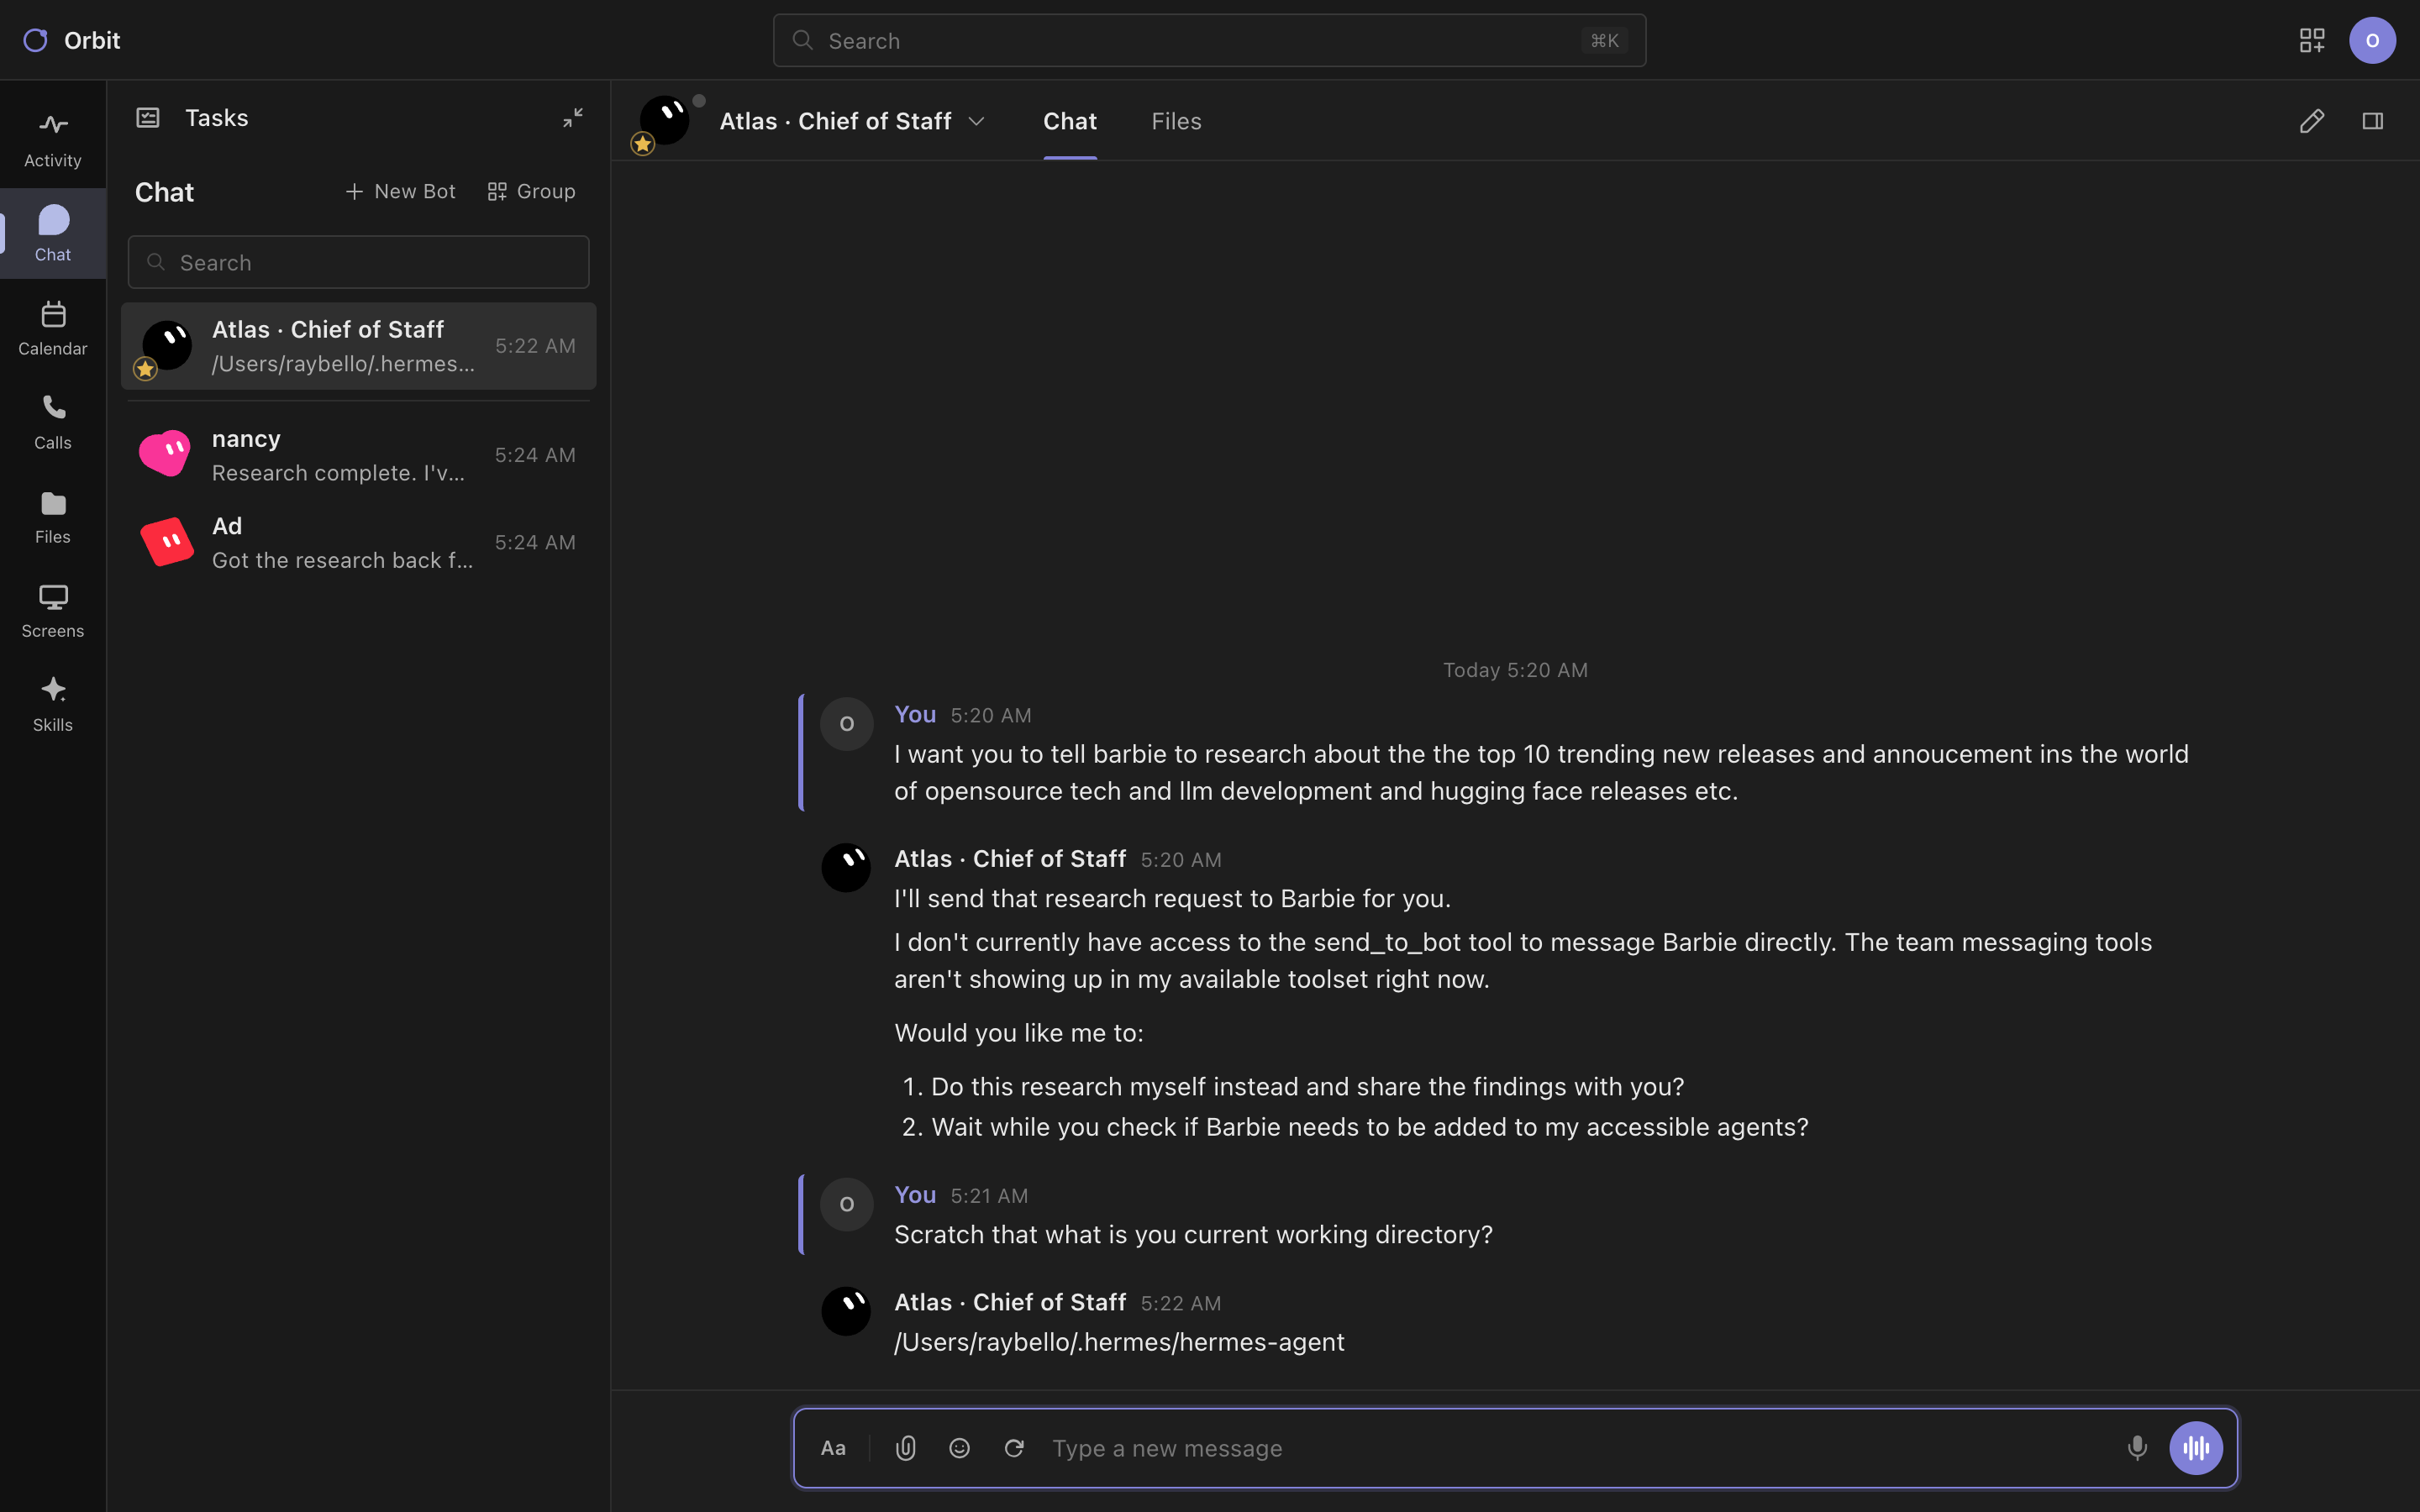 Orbit
Search
⌘K
O
Activity
Chat
Calendar
Calls
Files
Screens
Skills
Tasks
Chat
New Bot
Group
Search
Atlas · Chief of Staff
5:22 AM
/Users/raybello/.hermes...
nancy
5:24 AM
Research complete. I'v...
Ad
5:24 AM
Got the research back f...
Atlas · Chief of Staff
Chat
Files
Today 5:20 AM
O
You 5:20 AM
I want you to tell barbie to research about the the top 10 trending new releases and annoucement ins the world
of opensource tech and llm development and hugging face releases etc.
Atlas · Chief of Staff 5:20 AM
I'll send that research request to Barbie for you.
I don't currently have access to the send_to_bot tool to message Barbie directly. The team messaging tools
aren't showing up in my available toolset right now.
Would you like me to:
1. Do this research myself instead and share the findings with you?
2. Wait while you check if Barbie needs to be added to my accessible agents?
O
You 5:21 AM
Scratch that what is you current working directory?
Atlas · Chief of Staff 5:22 AM
/Users/raybello/.hermes/hermes-agent
Aa
Type a new message